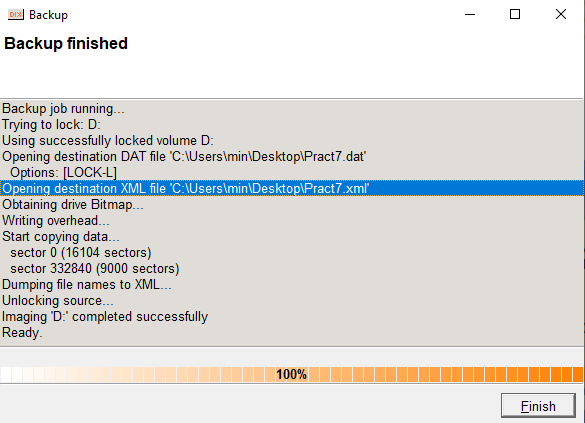 DIX Backup
Backup finished
Backup job running...
Trying to lock: D:
Using successfully locked volume D:
Opening destination DAT file 'C:\Users\min\Desktop\Pract7.dat'
Options: [LOCK-L]
Opening destination XML file 'C:\Users\min\Desktop\Pract7.xml'
Obtaining drive Bitmap...
Writing overhead...
Start copying data...
sector 0 (16104 sectors)
sector 332840 (9000 sectors)
Dumping file names to XML...
Unlocking source...
Imaging 'D:' completed successfully
Ready.
100%
Finish